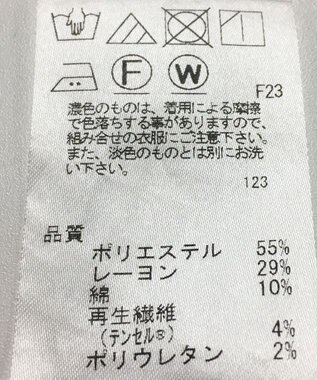 F
W
F23
濃色のものは、着用による摩擦
で色落ちする事がありますので、
組み合せの衣服にご注意下さい。
また、淡色のものとは別にお洗
い下さい。
123
品質
ポリエステル 55%
レーヨン 29%
綿 10%
再生繊維
(テンセル®) 4%
ポリウレタン 2%